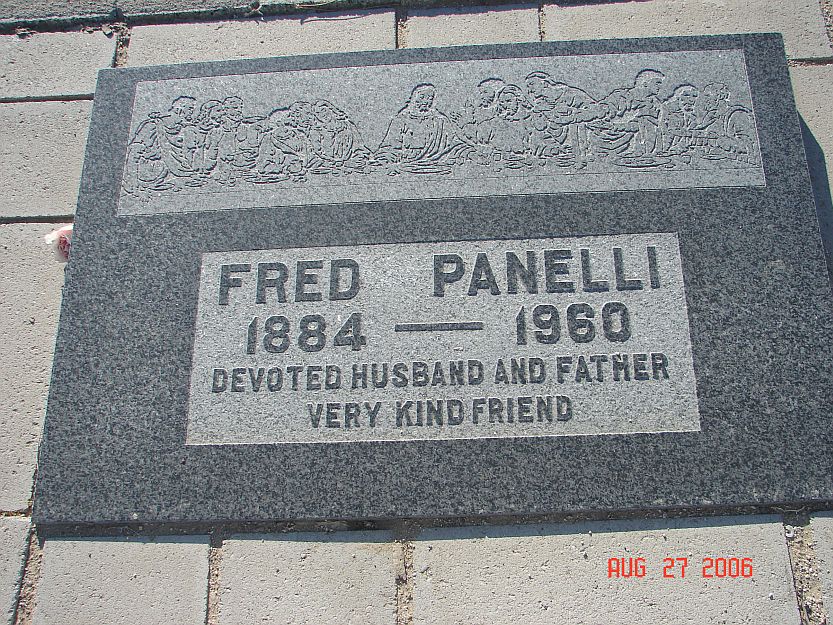 FRED PANELLI
1884 — 1960
DEVOTED HUSBAND AND FATHER
VERY KIND FRIEND
AUG 27 2006